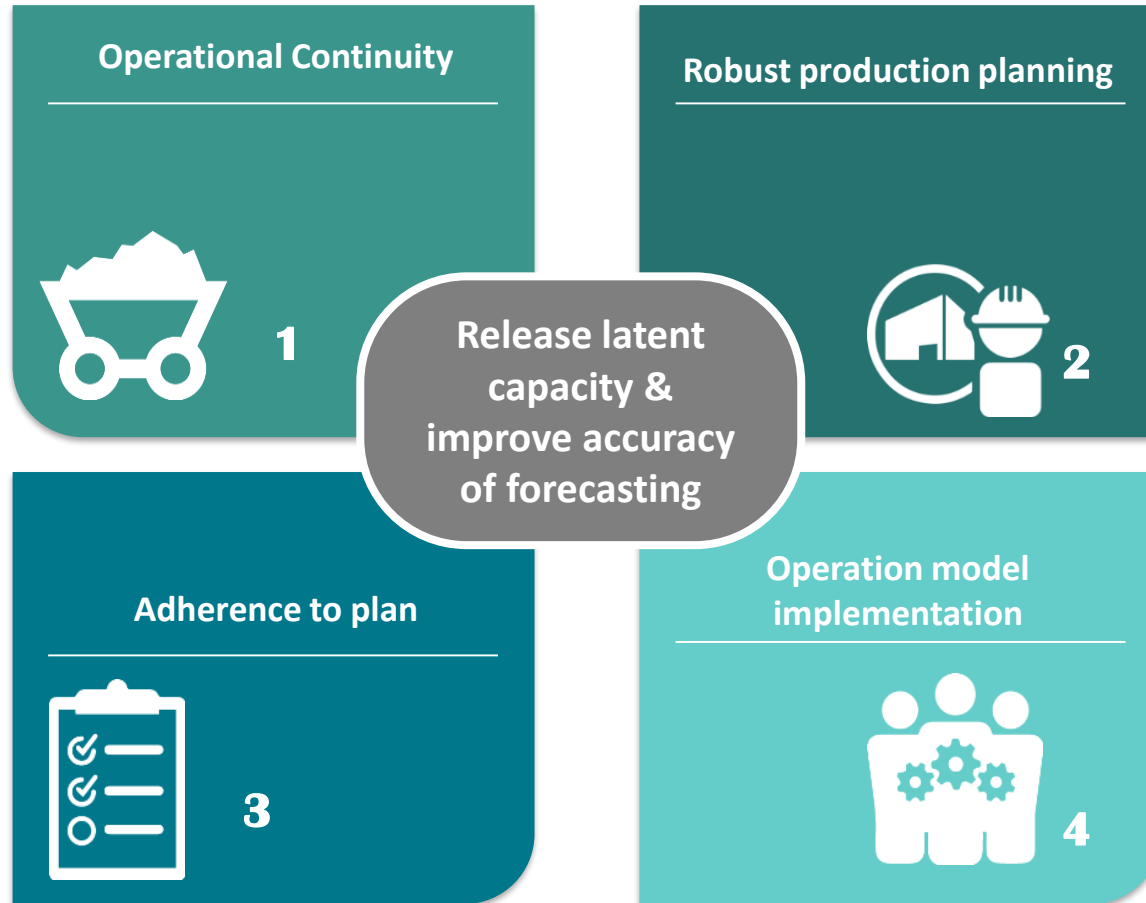 Operational Continuity
1
Robust production planning
2
Release latent
capacity &
improve accuracy
of forecasting
Adherence to plan
3
Operation model
implementation
4